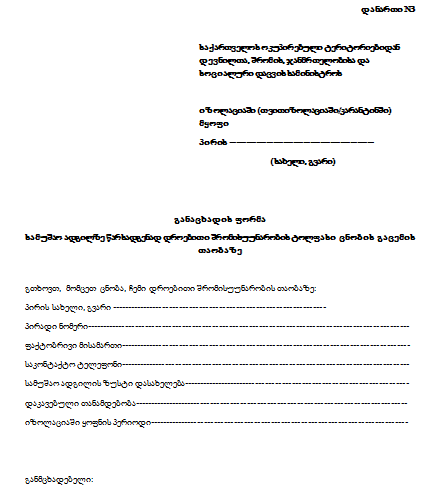 დანართი N3
საქართველოს ოკუპირებული ტერიტორიებიდან
დევნილთა, შრომის, ჯანმრთელობისა და
სოციალური დაცვის სამინისტროს
იზოლაციაში (თვითიზოლაციაში/კარანტინში)
მყოფი
პირის ------------------------------------------
(სახელი, გვარი)
განაცხადის ფორმა
სამუშაო ადგილზე წარსადგენად დროებითი შრომისუუნარობის ტოლფასი ცნობის გაცემის
თაობაზე
გთხოვთ, მომცეთ ცნობა, ჩემი დროებითი შრომისუუნარობის თაობაზე:
პირის სახელი, გვარი ------------------------------------------------------------
პირადი ნომერი------------------------------------------------------------------------------------------
ფაქტობრივი მისამართი--------------------------------------------------------------------------------
საკონტაქტო ტელეფონი--------------------------------------------------------------------------------
სამუშაო ადგილის ზუსტი დასახელება--------------------------------------------------------------
დაკავებული თანამდებობა----------------------------------------------------------------------------
იზოლაციაში ყოფნის პერიოდი------------------------------------------------------------------------
განმცხადებელი: